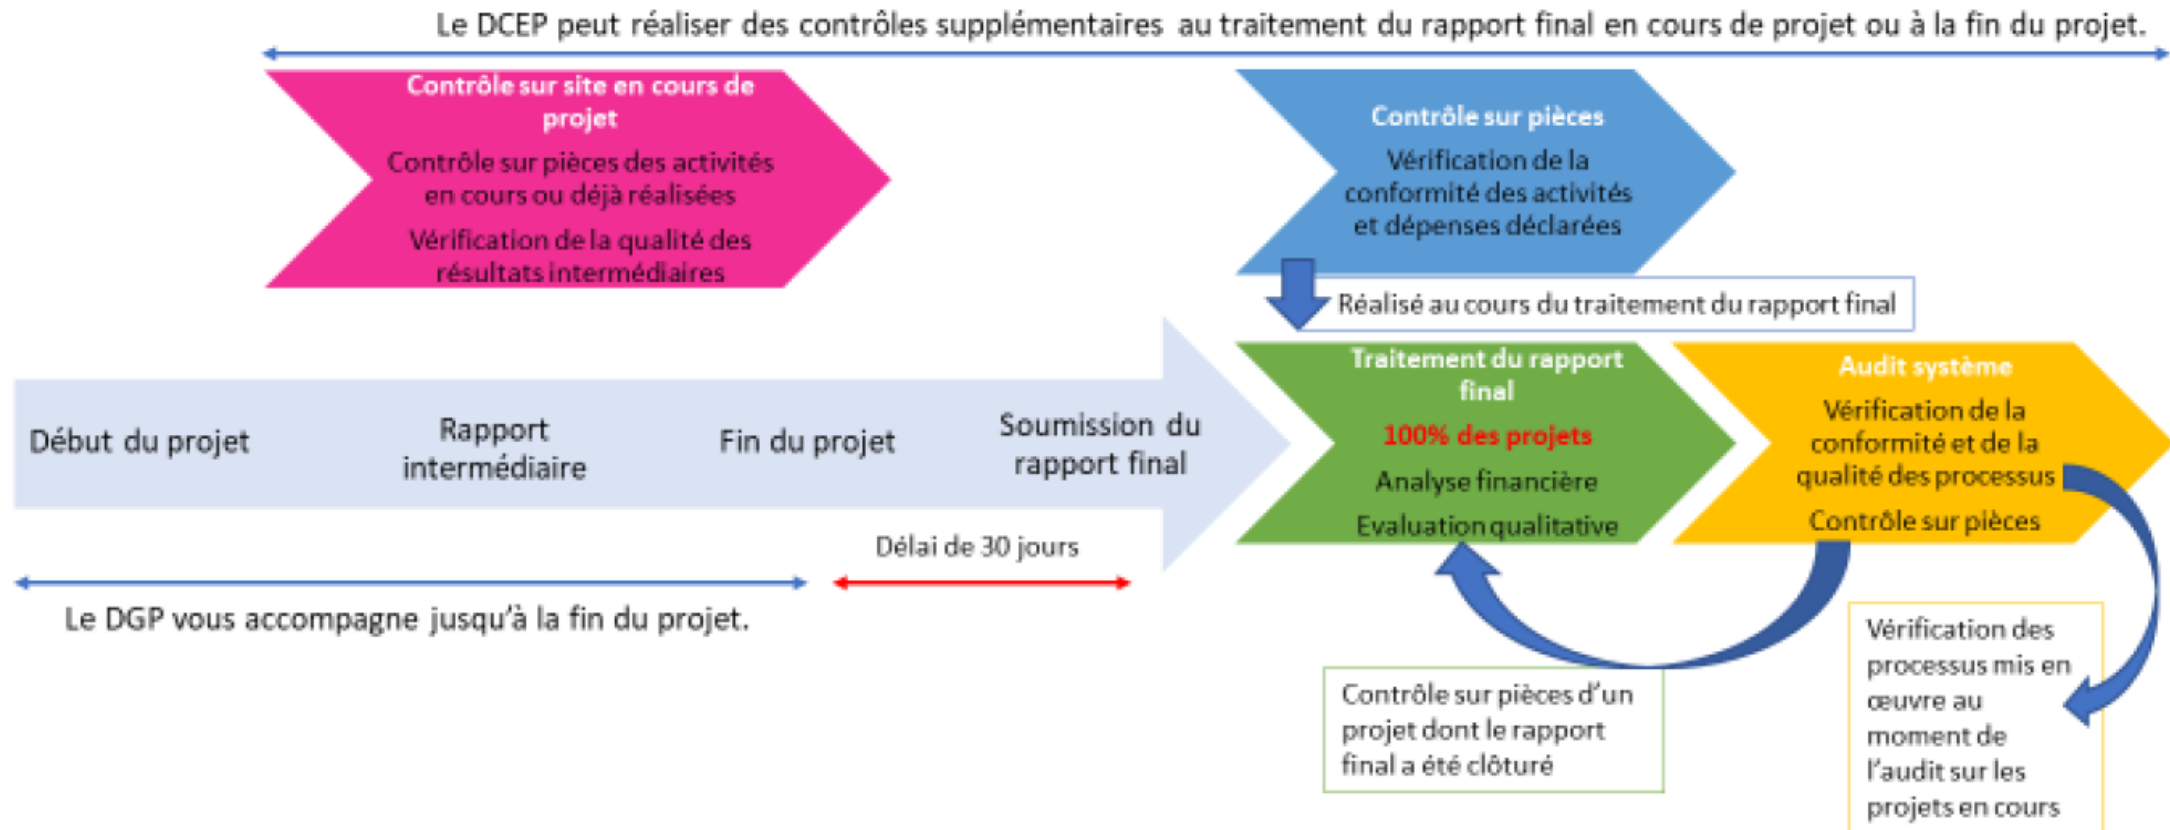 Le DCEP peut réaliser des contrôles supplémentaires au traitement du rapport final en cours de projet ou à la fin du projet.
Contrôle sur site en cours de
projet
Contrôle sur pièces des activités
en cours ou déjà réalisées
Vérification de la qualité des
résultats intermédiaires
Contrôle sur pièces
Vérification de la
conformité des activités
et dépenses déclarées
Réalisé au cours du traitement du rapport final
Début du projet
Rapport
intermédiaire
Fin du projet
Soumission du
rapport final
Traitement du rapport
final
100% des projets
Analyse financière
Evaluation qualitative
Audit système
Vérification de la
conformité et de la
qualité des processus
Contrôle sur pièces
Délai de 30 jours
Le DGP vous accompagne jusqu'à la fin du projet.
Contrôle sur pièces d'un
projet dont le rapport
final a été clôturé
Vérification des
processus mis en
œuvre au
moment de
l'audit sur les
projets en cours